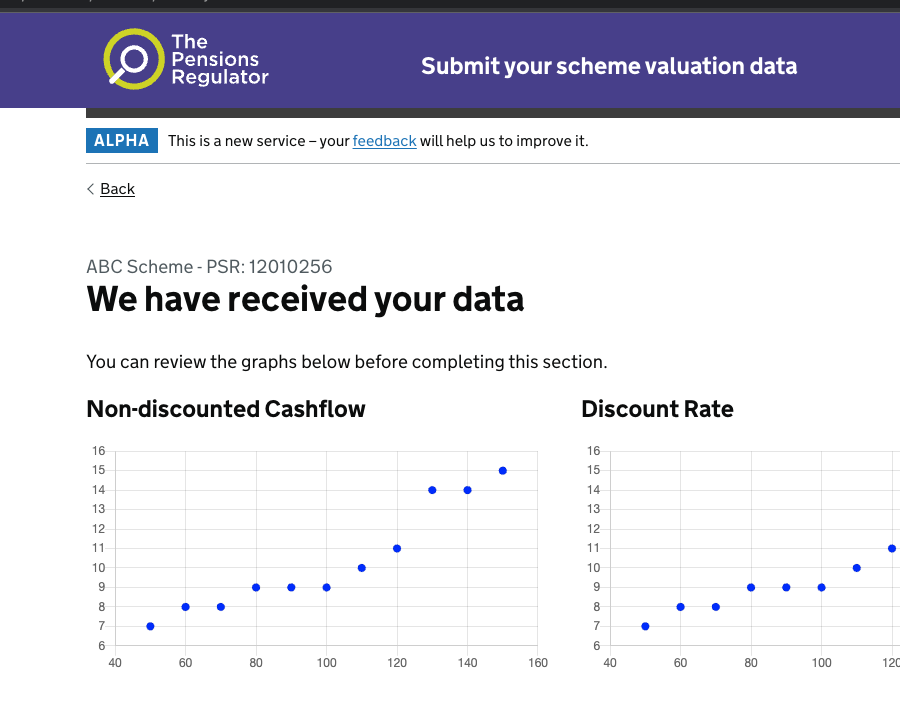 The
Pensions
Regulator
Submit your scheme valuation data
ALPHA This is a new service – your feedback will help us to improve it.
Back
ABC Scheme - PSR: 12010256
We have received your data
You can review the graphs below before completing this section.
Non-discounted Cashflow
16
15
14
13
12
11
10
9
8
7
6
40 60 80 100 120 140 160
Discount Rate
16
15
14
13
12
11
10
9
8
7
6
40 60 80 100 120